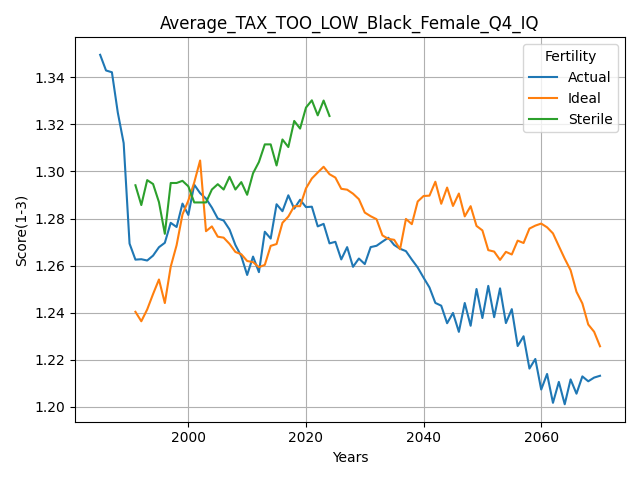 Average_TAX_TOO_LOW_Black_Female_Q4_IQ
Fertility
Actual
Ideal
Sterile
Score(1-3)
1.34
1.32
1.30
1.28
1.26
1.24
1.22
1.20
2000
2020
2040
2060
Years